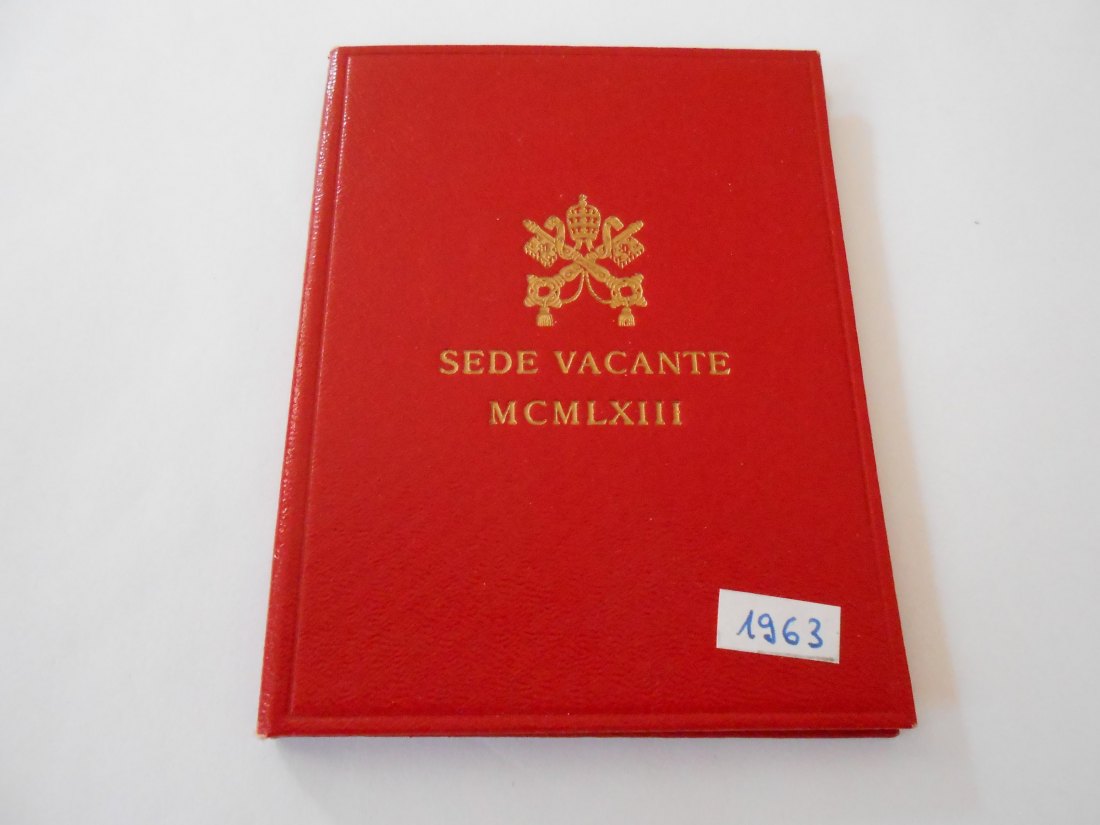 SEDE VACANTE
MCMLXIII
1963